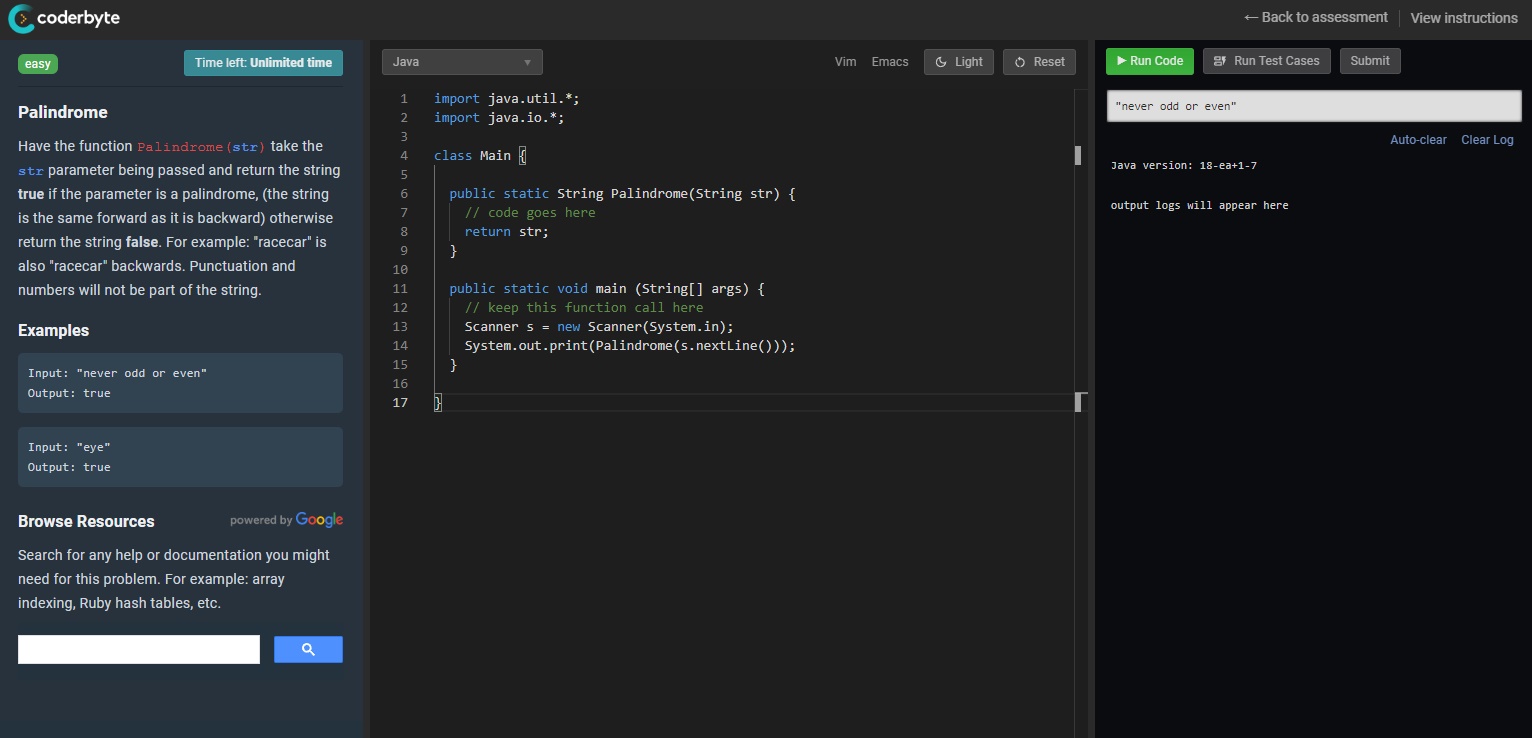 coderbyte
← Back to assessment
View instructions
easy
Time left: Unlimited time
Palindrome
Have the function Palindrome(str) take the
str parameter being passed and return the string
true if the parameter is a palindrome, (the string
is the same forward as it is backward) otherwise
return the string false. For example: "racecar" is
also "racecar" backwards. Punctuation and
numbers will not be part of the string.
Examples
Input: "never odd or even"
Output: true
Input: "eye"
Output: true
Browse Resources
powered by Google
Search for any help or documentation you might
need for this problem. For example: array
indexing, Ruby hash tables, etc.
Java
Vim
Emacs
Light
Reset
1 import java.util.*;
2 import java.io.*;
3
4 class Main {
5
6 public static String Palindrome(String str) {
7 // code goes here
8 return str;
9 }
10
11 public static void main (String[] args) {
12 // keep this function call here
13 Scanner s = new Scanner(System.in);
14 System.out.print(Palindrome(s.nextLine()));
15 }
16
17 }
Run Code
Run Test Cases
Submit
"never odd or even"
Auto-clear
Clear Log
Java version: 18-ea+1-7
output logs will appear here